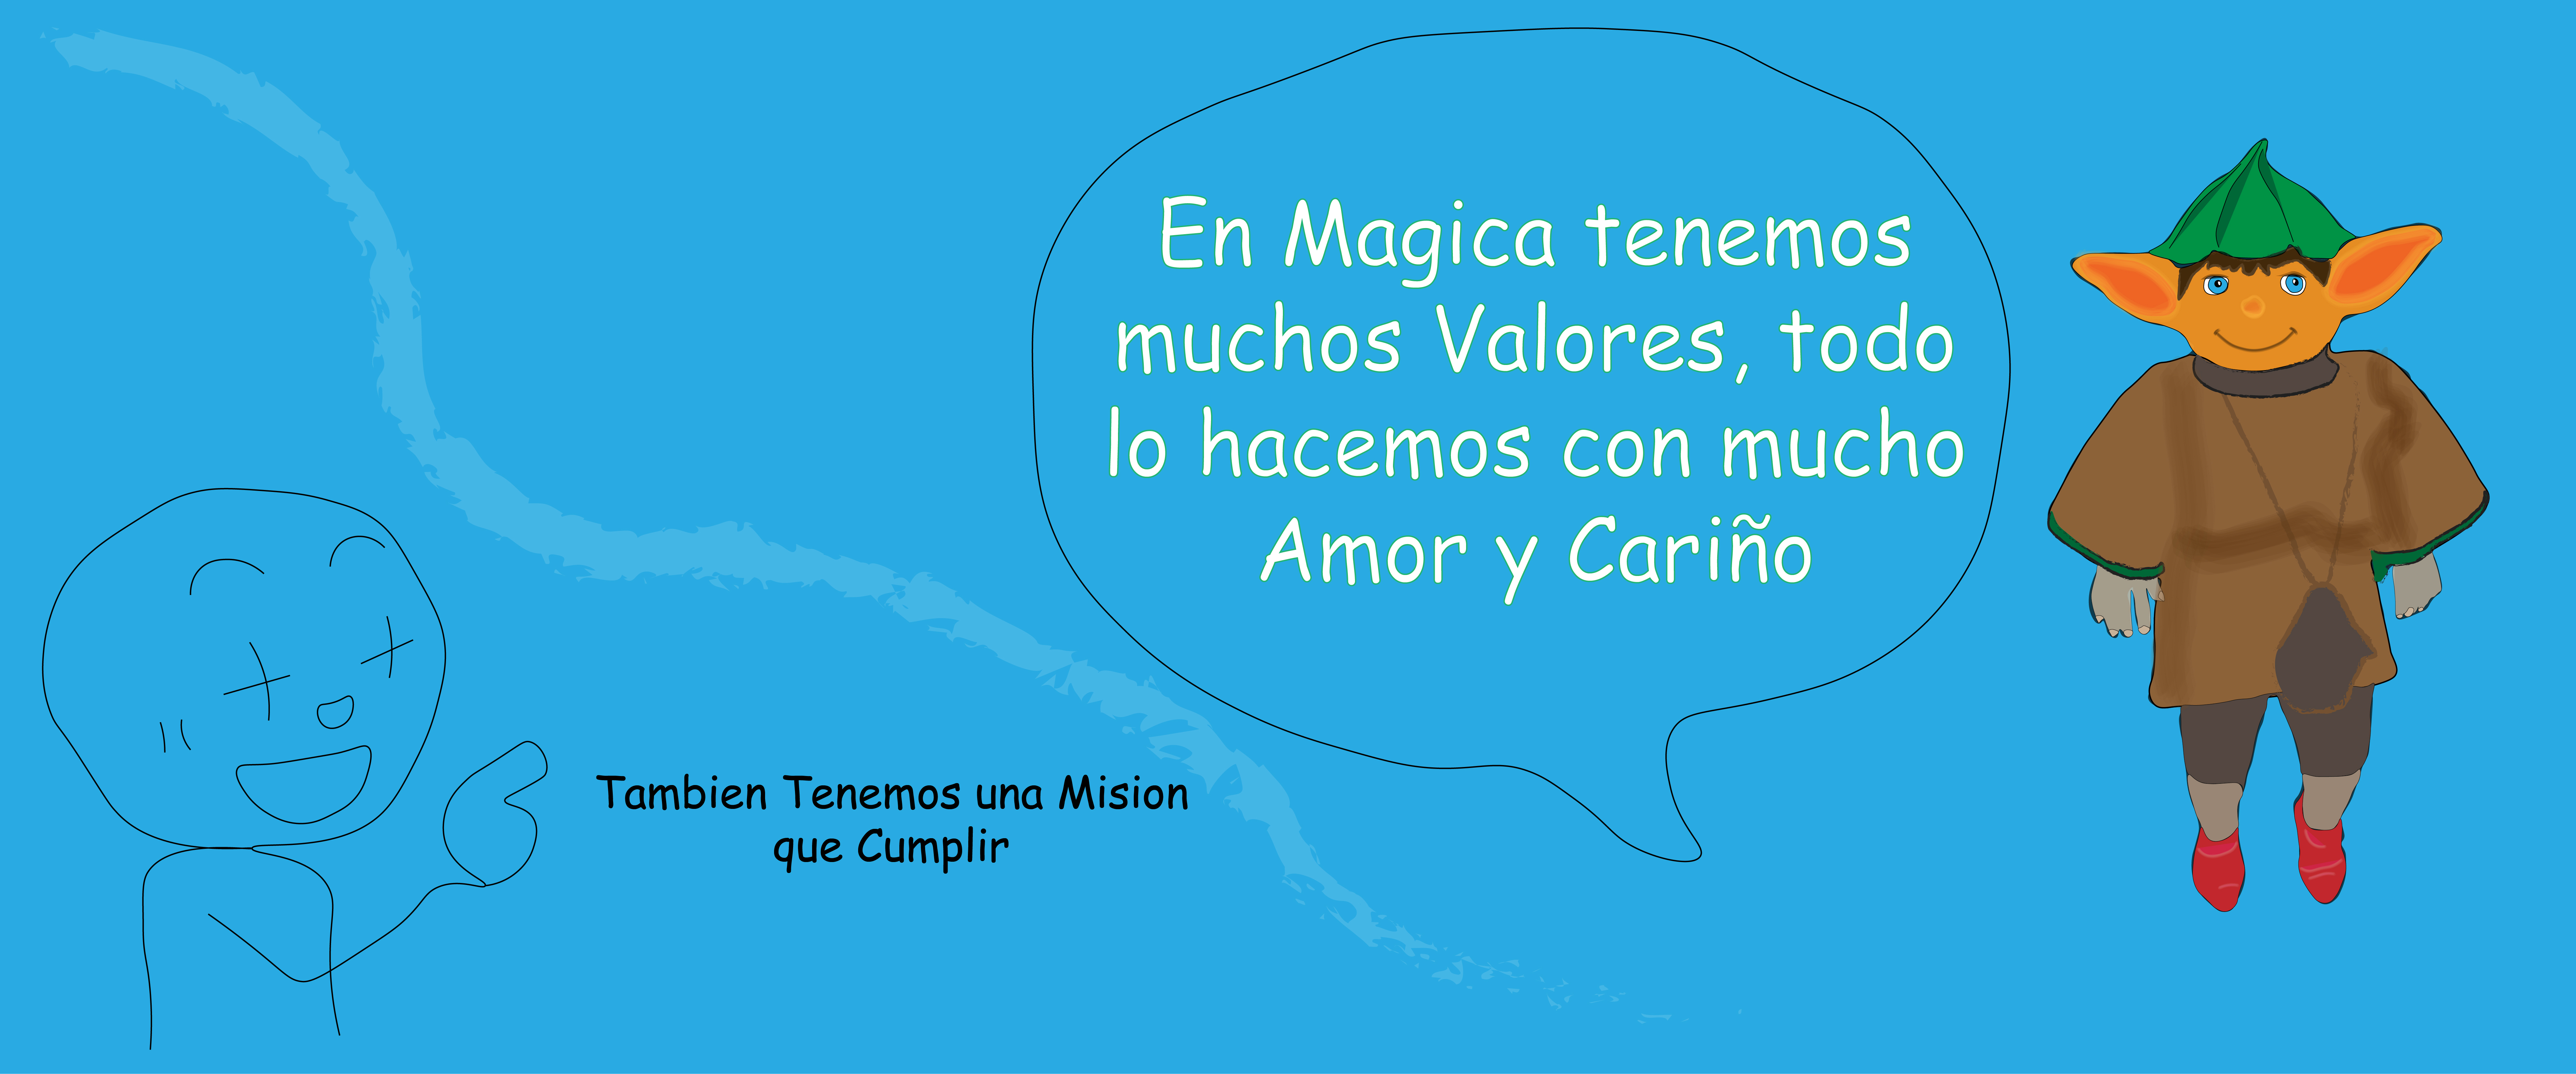 En Magica tenemos
muchos Valores, todo
lo hacemos con mucho
Amor y Cariño
Tambien Tenemos una Mision
que Cumplir